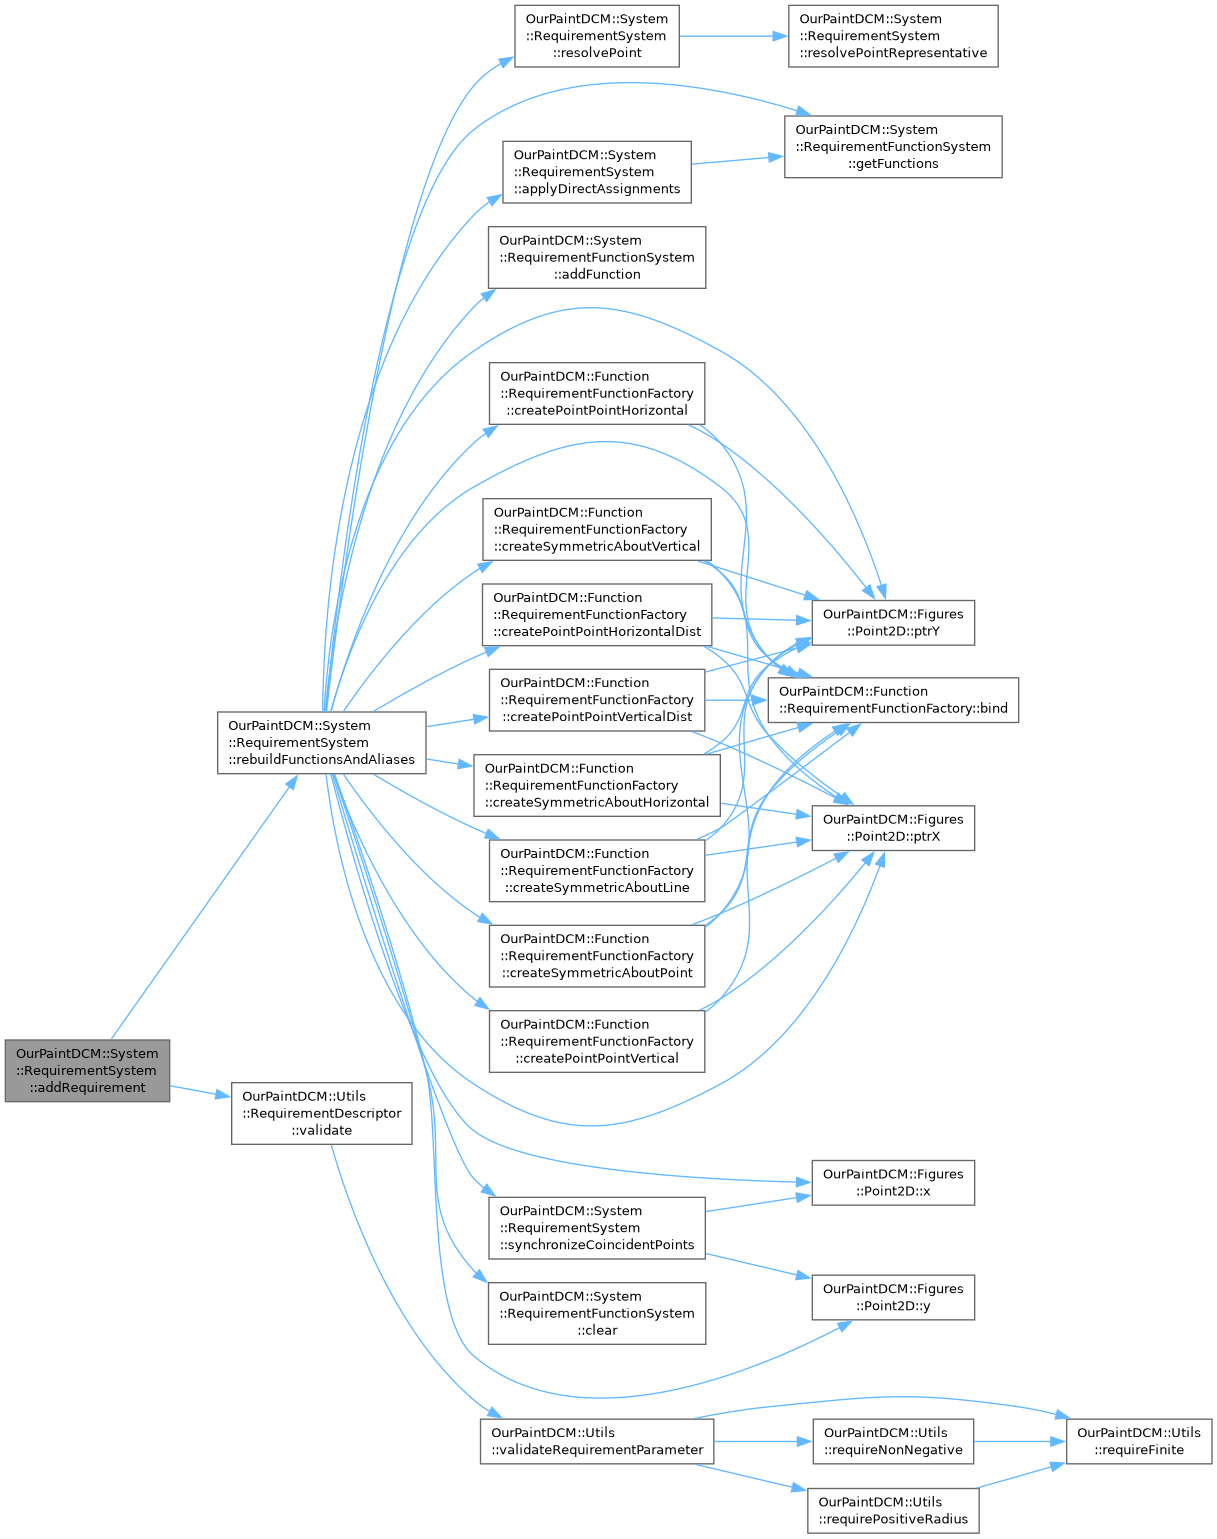 OurPaintDCM::System
::RequirementSystem
::resolvePoint
OurPaintDCM::System
::RequirementSystem
::resolvePointRepresentative
OurPaintDCM::System
::RequirementFunctionSystem
::getFunctions
OurPaintDCM::System
::RequirementSystem
::applyDirectAssignments
OurPaintDCM::System
::RequirementFunctionSystem
::addFunction
OurPaintDCM::Function
::RequirementFunctionFactory
::createPointPointHorizontal
OurPaintDCM::Function
::RequirementFunctionFactory
::createSymmetricAboutVertical
OurPaintDCM::Function
::RequirementFunctionFactory
::createPointPointHorizontalDist
OurPaintDCM::Figures
::Point2D::ptrY
OurPaintDCM::Function
::RequirementFunctionFactory
::createPointPointVerticalDist
OurPaintDCM::Function
::RequirementFunctionFactory::bind
OurPaintDCM::System
::RequirementSystem
::rebuildFunctionsAndAliases
OurPaintDCM::Function
::RequirementFunctionFactory
::createSymmetricAboutHorizontal
OurPaintDCM::Figures
::Point2D::ptrX
OurPaintDCM::Function
::RequirementFunctionFactory
::createSymmetricAboutLine
OurPaintDCM::Function
::RequirementFunctionFactory
::createSymmetricAboutPoint
OurPaintDCM::Function
::RequirementFunctionFactory
::createPointPointVertical
OurPaintDCM::System
::RequirementSystem
::addRequirement
OurPaintDCM::Utils
::RequirementDescriptor
::validate
OurPaintDCM::Figures
::Point2D::x
OurPaintDCM::System
::RequirementSystem
::synchronizeCoincidentPoints
OurPaintDCM::Figures
::Point2D::y
OurPaintDCM::System
::RequirementFunctionSystem
::clear
OurPaintDCM::Utils
::validateRequirementParameter
OurPaintDCM::Utils
::requireNonNegative
OurPaintDCM::Utils
::requireFinite
OurPaintDCM::Utils
::requirePositiveRadius